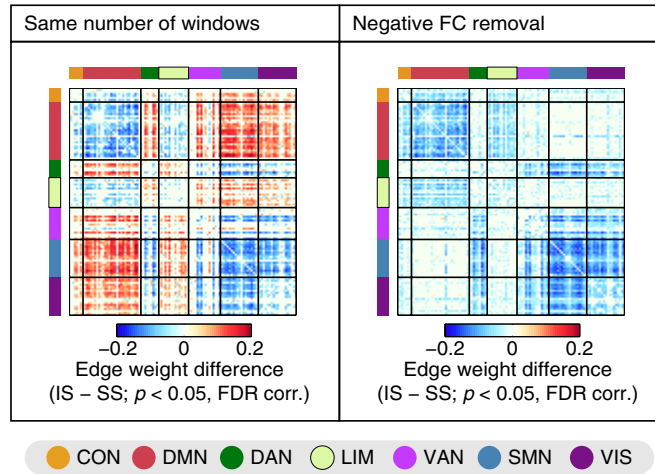 Same number of windows
Negative FC removal
−0.2 0 0.2
Edge weight difference
(IS − SS; p < 0.05, FDR corr.)
−0.2 0 0.2
Edge weight difference
(IS − SS; p < 0.05, FDR corr.)
CON DMN DAN LIM VAN SMN VIS